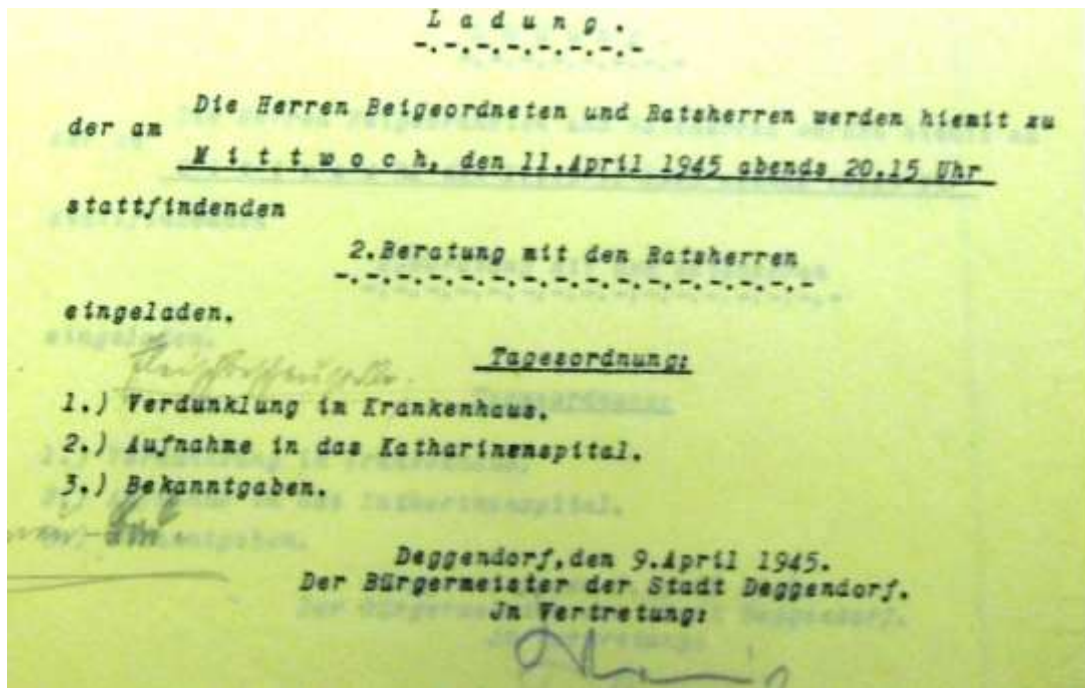 Ladung.
-.-.-.-.-.-.-.-
Die Herren Beigeordneten und Ratsherren werden hiemit zu
der am
Mittwoch, den 11.April 1945 abends 20.15 Uhr
stattfindenden
2.Beratung mit den Ratsherren
-.-.-.-.-.-.-.-.-.-.-.-.-.-.-.-
eingeladen.
Tagesordnung:
1.) Verdunklung im Krankenhaus.
2.) Aufnahme in das Katharinenspital.
3.) Bekanntgaben.
Deggendorf,den 9.April 1945.
Der Bürgermeister der Stadt Deggendorf.
Jn Vertretung: